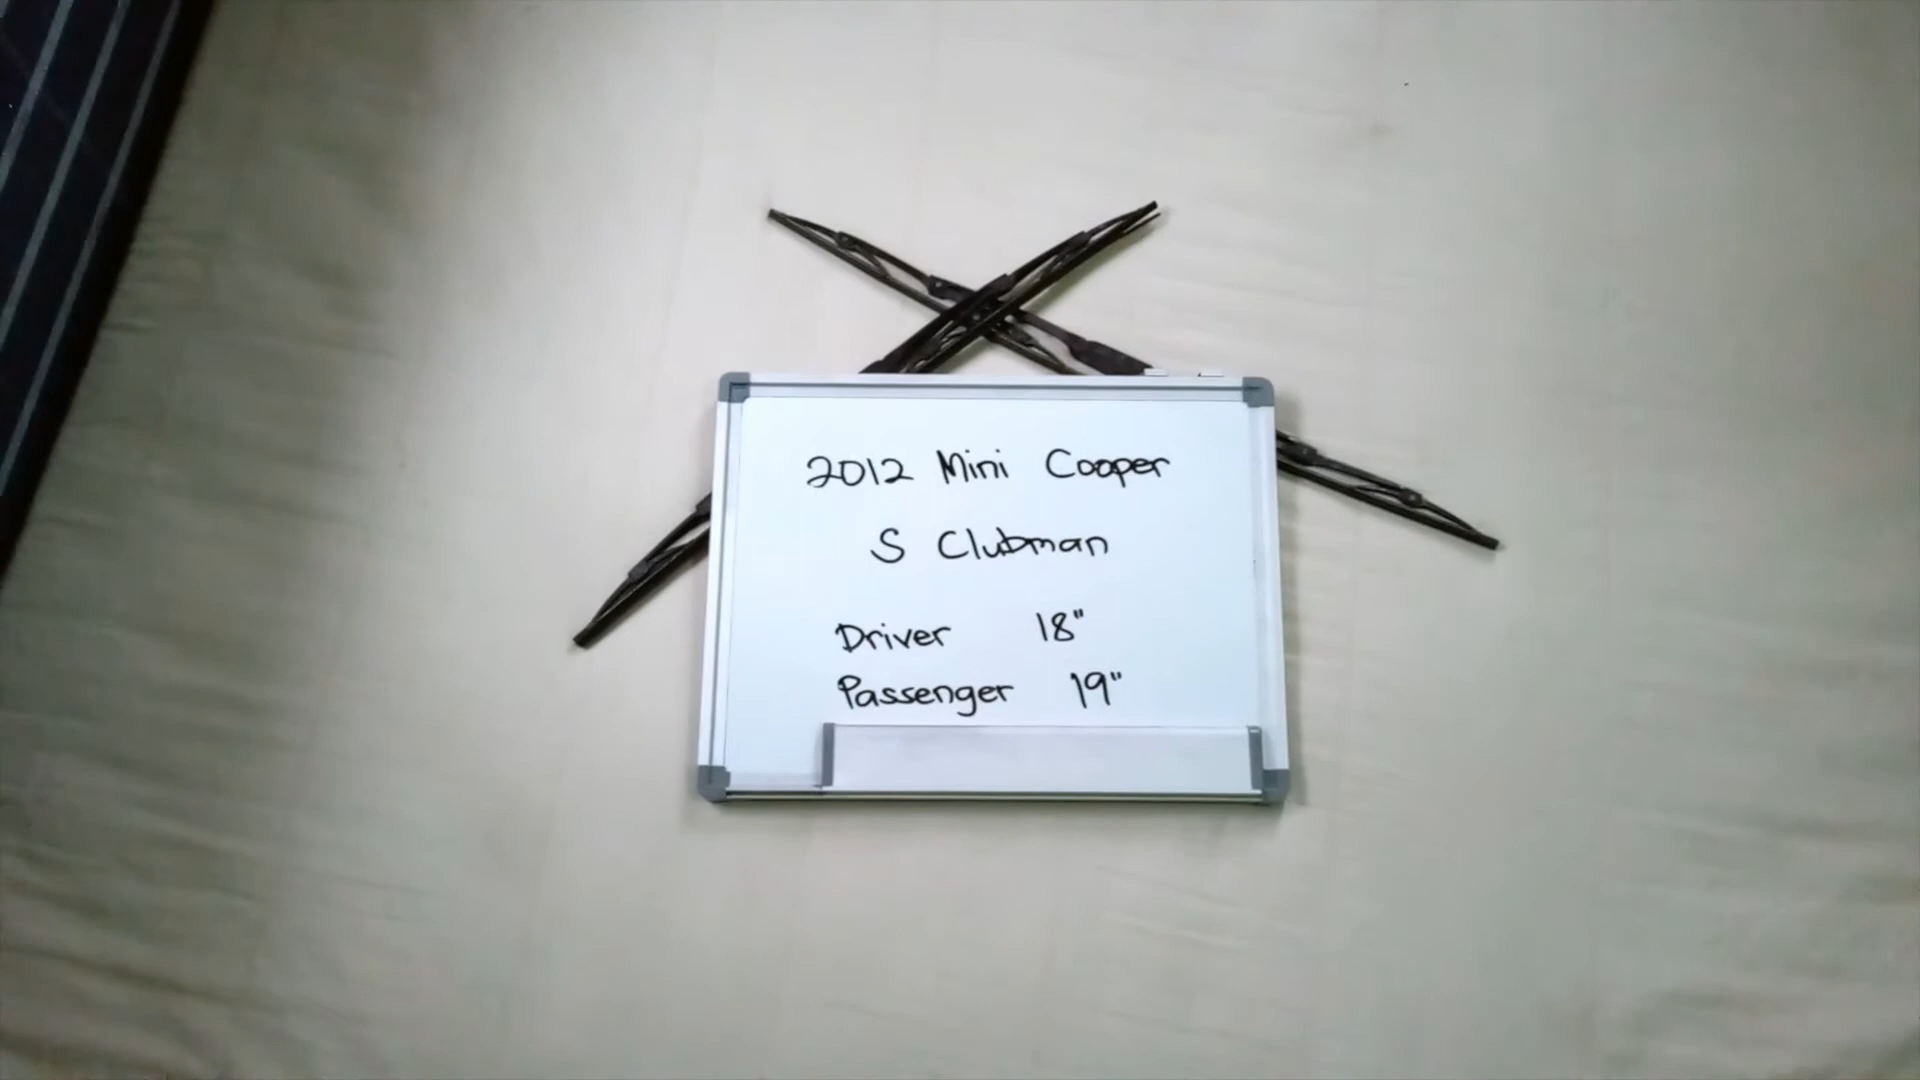 2012 Mini Cooper
S Clubman
Driver 18"
Passenger 19"